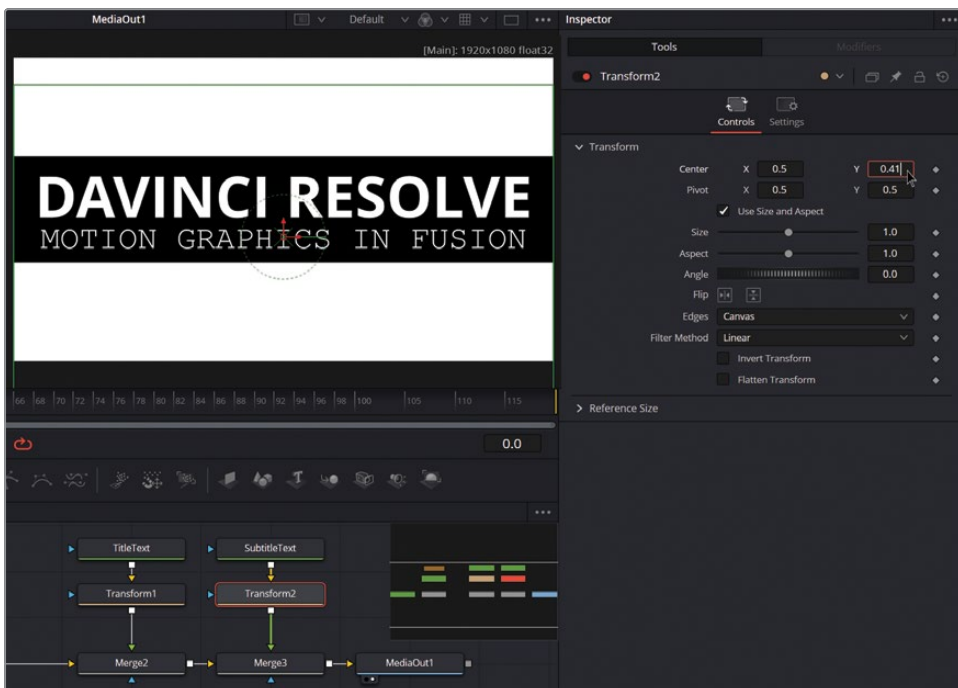 MediaOut1
Default
Inspector
[Main]: 1920x1080 float32
Tools
Modifiers
Transform2
Controls
Settings
Transform
Center X 0.5 Y 0.41
Pivot X 0.5 Y 0.5
Use Size and Aspect
Size 1.0
Aspect 1.0
Angle 0.0
Flip
Edges Canvas
Filter Method Linear
Invert Transform
Flatten Transform
Reference Size
DAVINCI RESOLVE
MOTION GRAPHICS IN FUSION
66 68 70 72 74 76 78 80 82 84 86 88 90 92 94 96 98 100 105 110 115
0.0
TitleText SubtitleText
Transform1 Transform2
Merge2 Merge3 MediaOut1